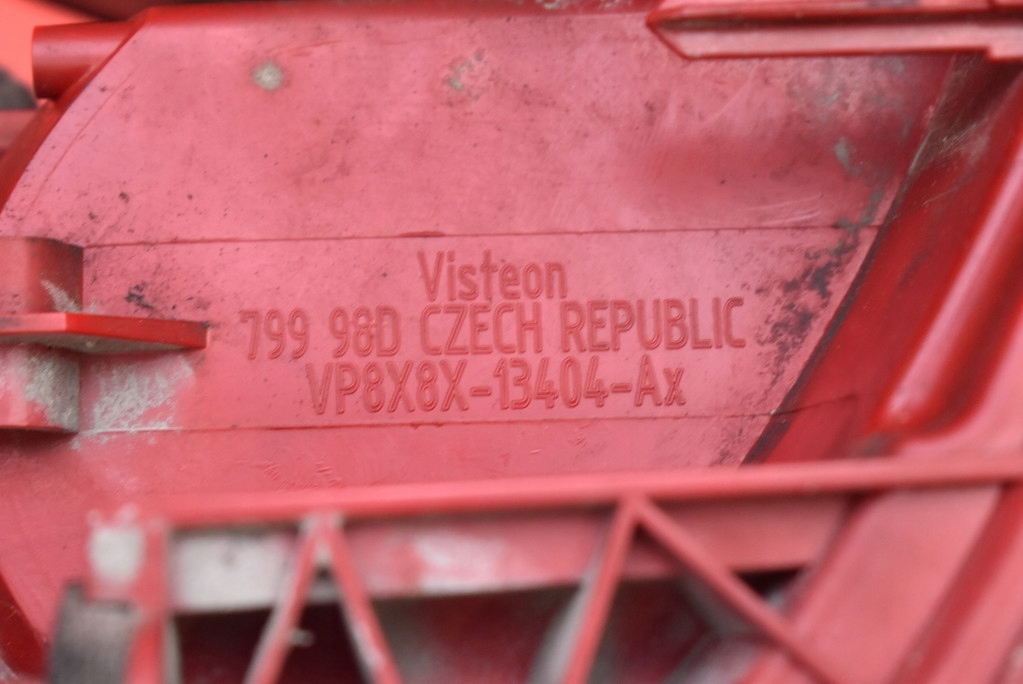 Visteon
799 98D CZECH REPUBLIC
VP8X8X-13404-Ax